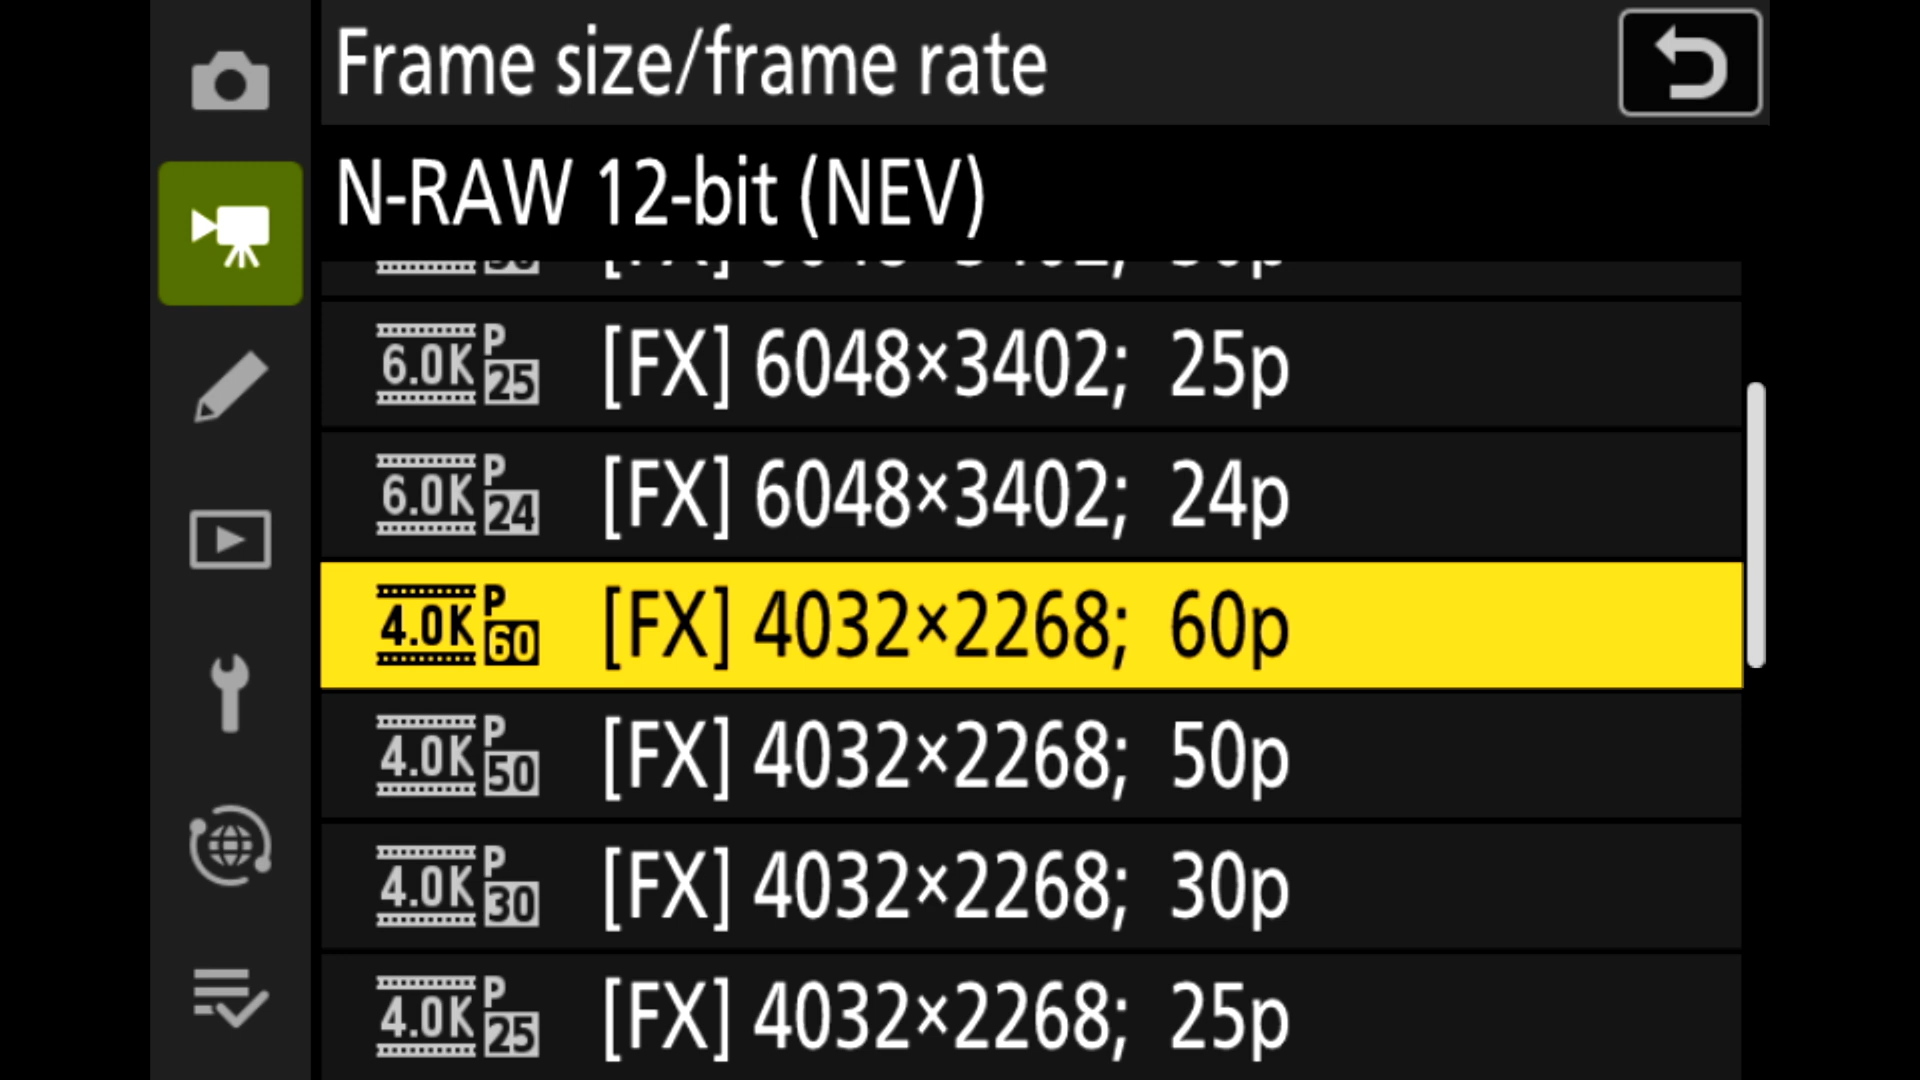 Frame size/frame rate
N-RAW 12-bit (NEV)
6.0K P 25 [FX] 6048×3402; 25p
6.0K P 24 [FX] 6048×3402; 24p
4.0K P 60 [FX] 4032×2268; 60p
4.0K P 50 [FX] 4032×2268; 50p
4.0K P 30 [FX] 4032×2268; 30p
4.0K P 25 [FX] 4032×2268; 25p